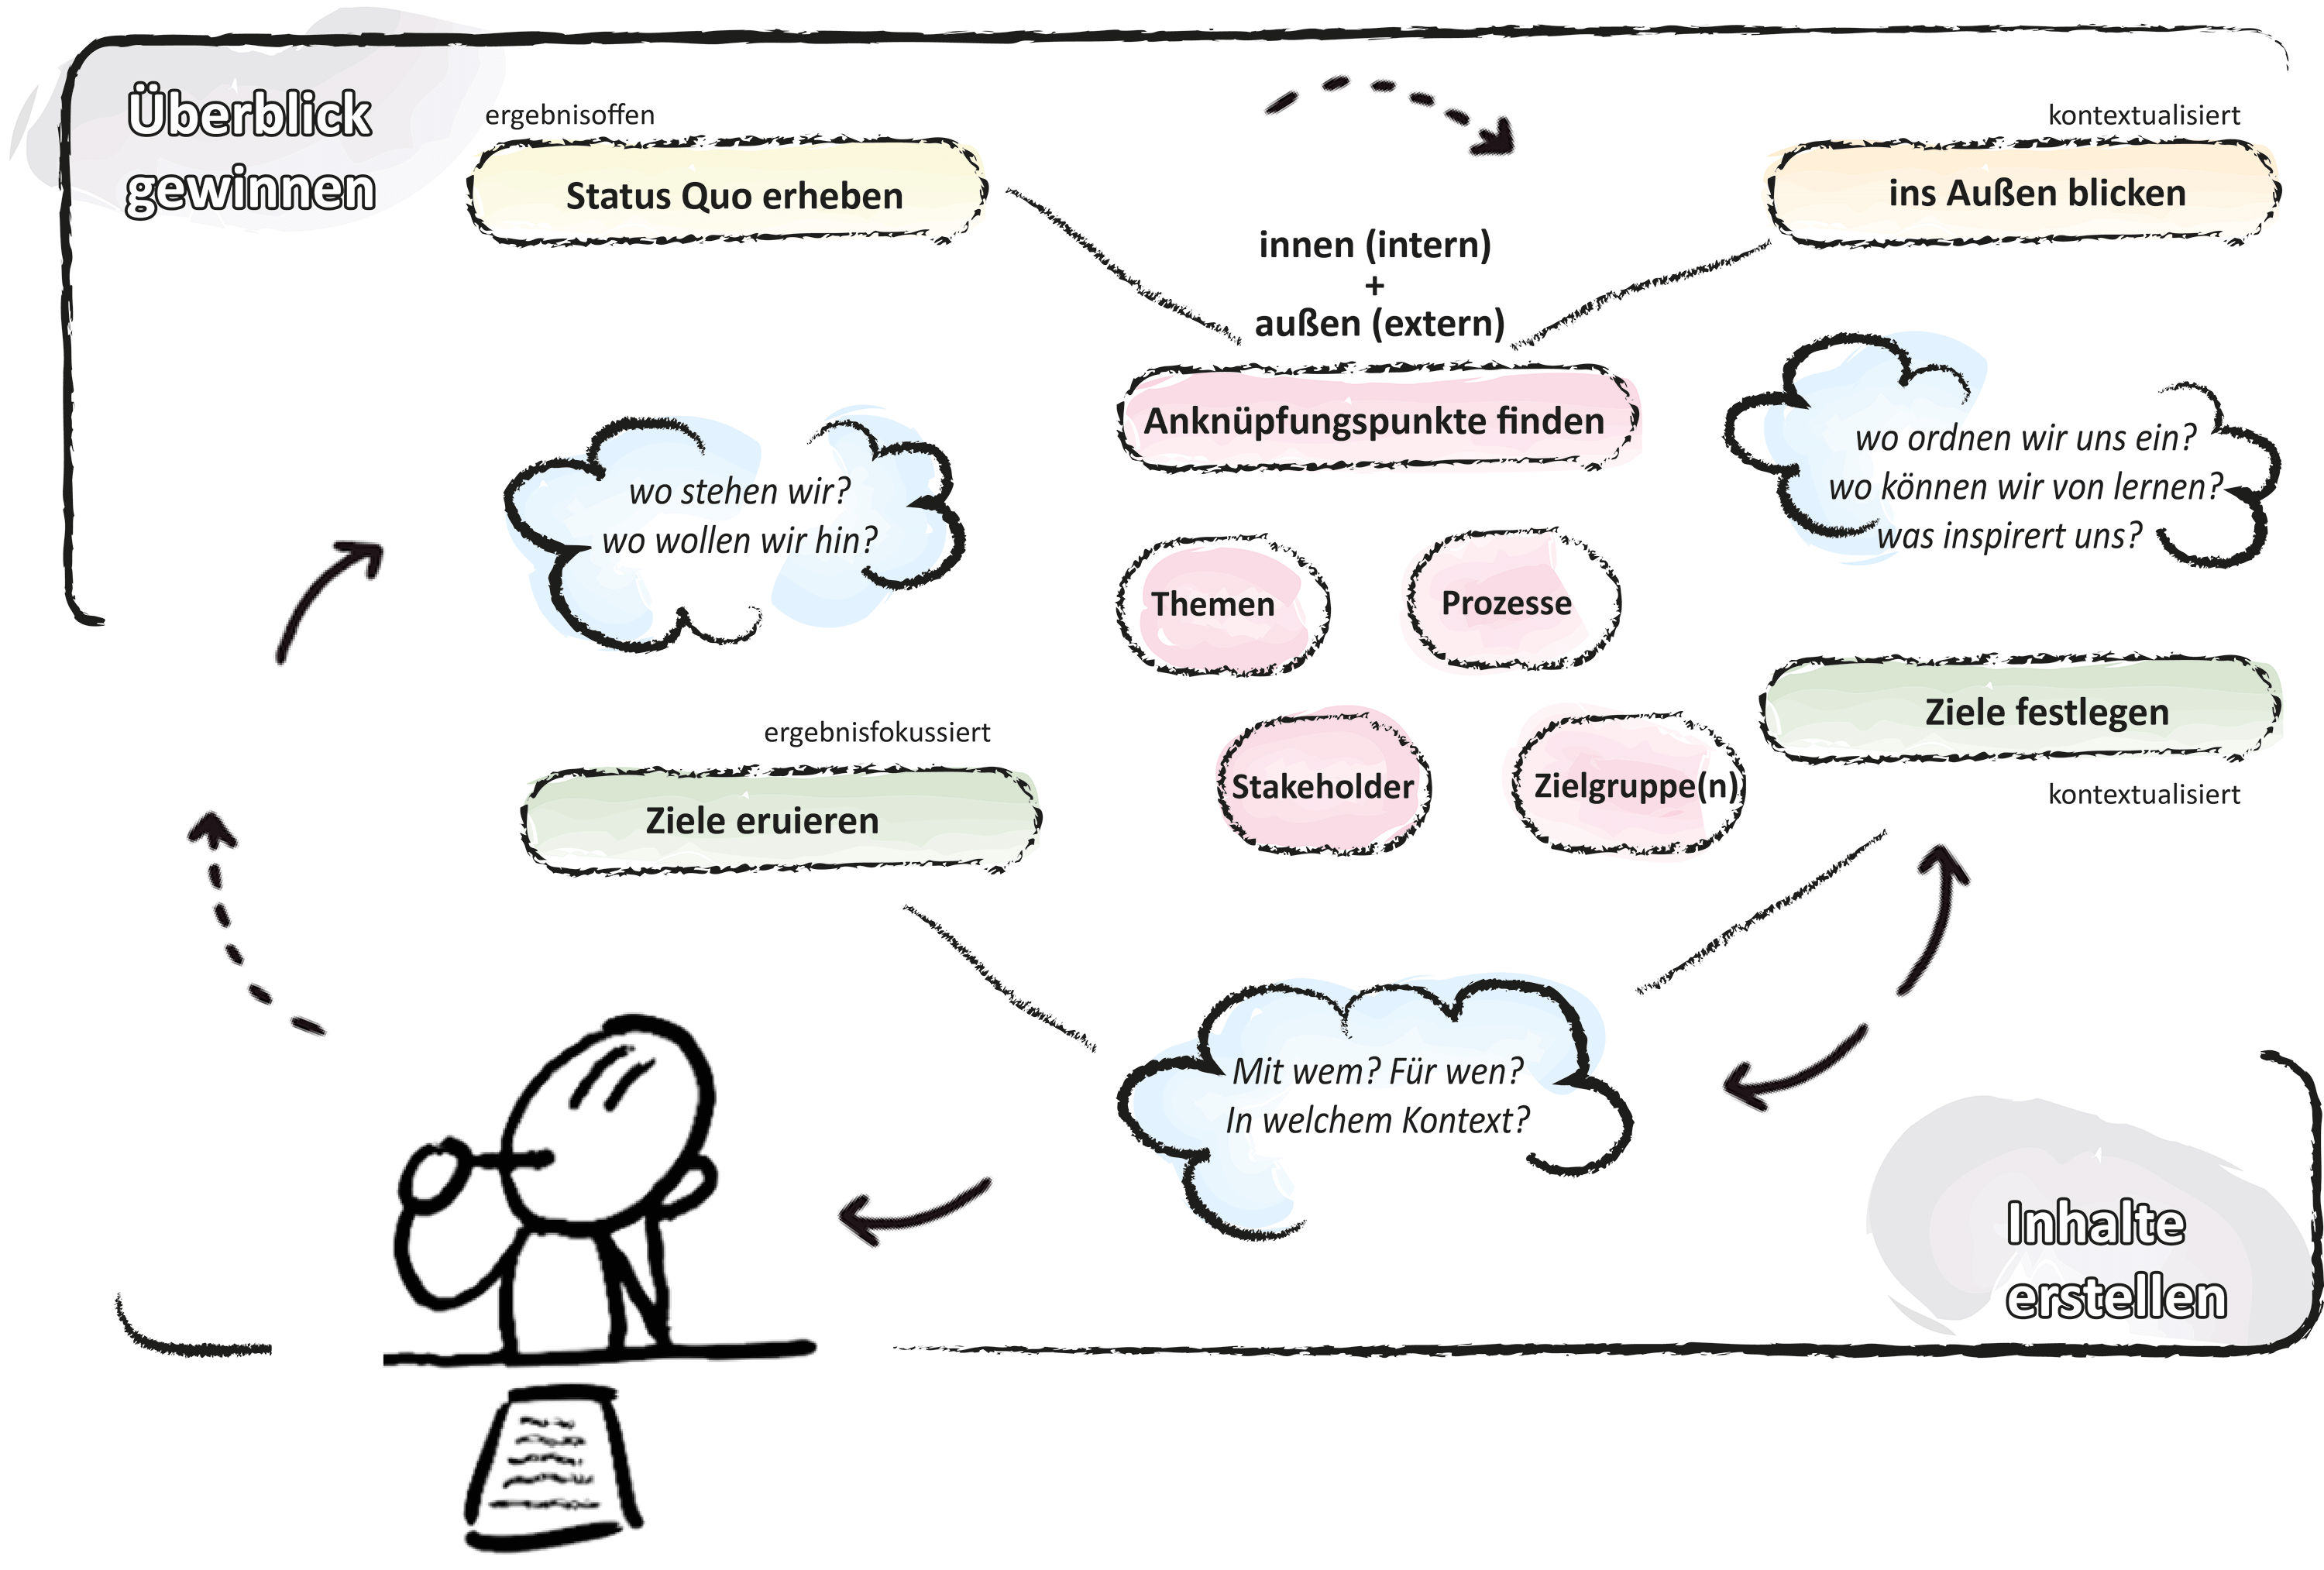 Überblick
gewinnen
ergebnisoffen
Status Quo erheben
kontextualisiert
ins Außen blicken
innen (intern)
+
außen (extern)
Anknüpfungspunkte finden
wo stehen wir?
wo wollen wir hin?
wo ordnen wir uns ein?
wo können wir von lernen?
was inspirert uns?
Themen
Prozesse
Stakeholder
Zielgruppe(n)
ergebnisfokussiert
Ziele eruieren
Ziele festlegen
kontextualisiert
Mit wem? Für wen?
In welchem Kontext?
Inhalte
erstellen